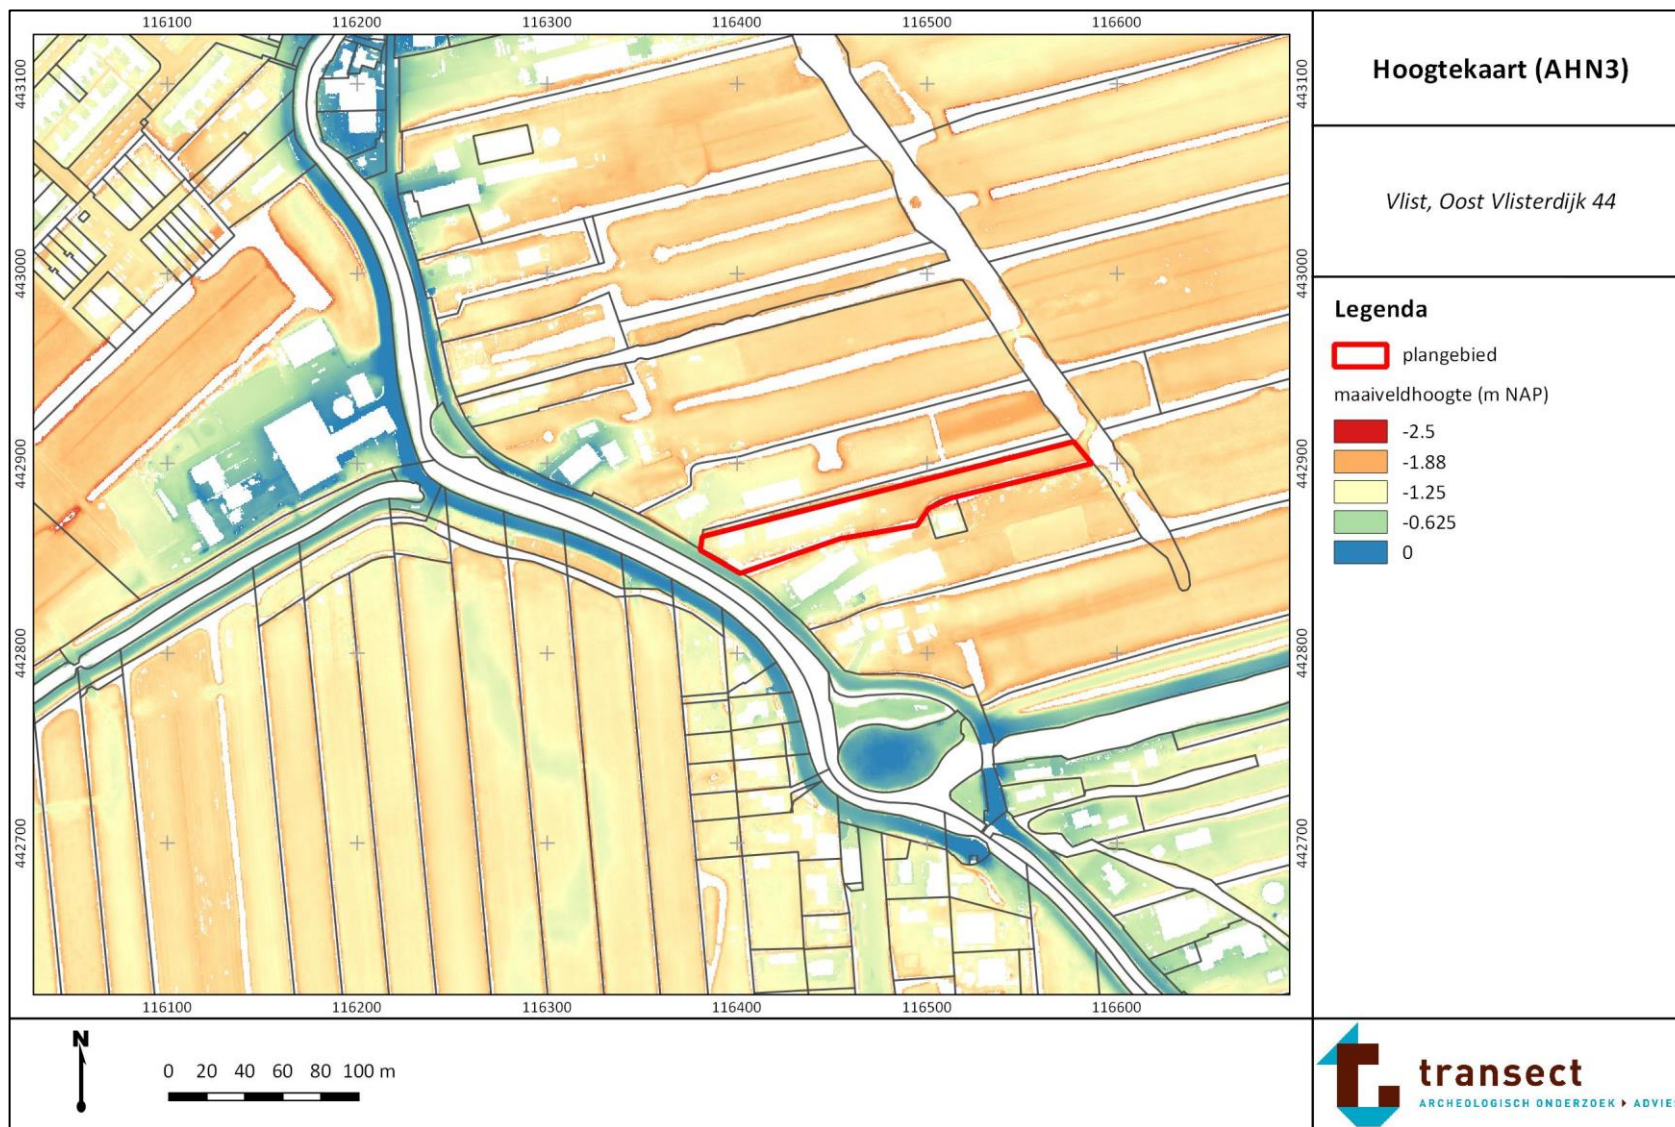 116100 116200 116300 116400 116500 116600
443100
443000
442900
442800
442700
443100
443000
442900
442800
442700
116100 116200 116300 116400 116500 116600
N
0 20 40 60 80 100 m
Hoogtekaart (AHN3)
Vlist, Oost Vlisterdijk 44
Legenda
plangebied
maaiveldhoogte (m NAP)
-2.5
-1.88
-1.25
-0.625
0
transect
ARCHEOLOGISCH ONDERZOEK ▸ ADVIES